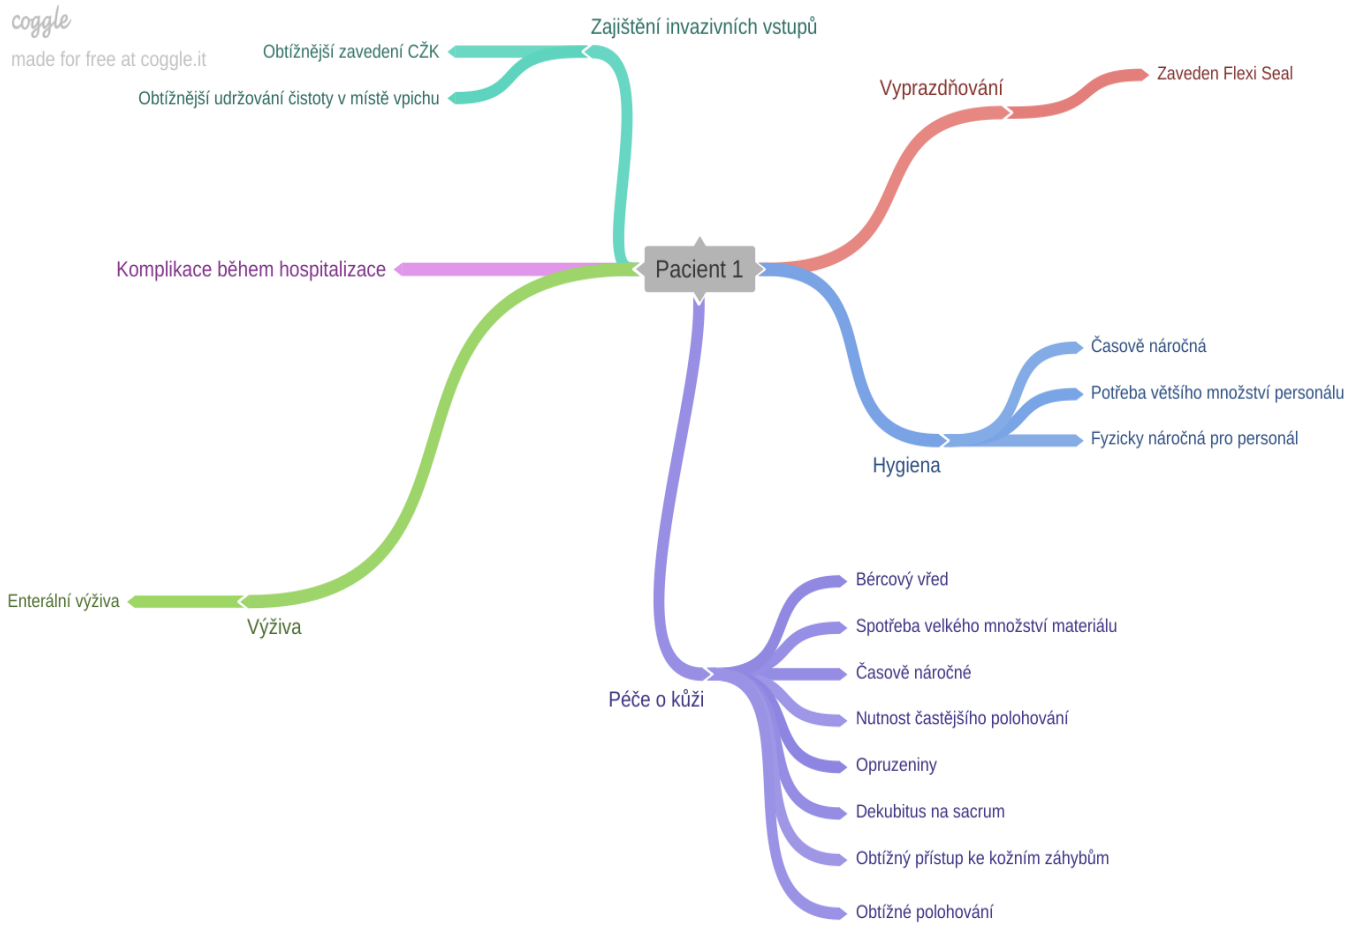 coggle
made for free at coggle.it
Zajištění invazivních vstupů
Obtížnější zavedení CŽK
Obtížnější udržování čistoty v místě vpichu
Vyprazdňování
Zaveden Flexi Seal
Komplikace během hospitalizace
Pacient 1
Časově náročná
Potřeba většího množství personálu
Fyzicky náročná pro personál
Hygiena
Enterální výživa
Výživa
Péče o kůži
Bércový vřed
Spotřeba velkého množství materiálu
Časově náročné
Nutnost častějšího polohování
Opruzeniny
Dekubitus na sacrum
Obtížný přístup ke kožním záhybům
Obtížné polohování